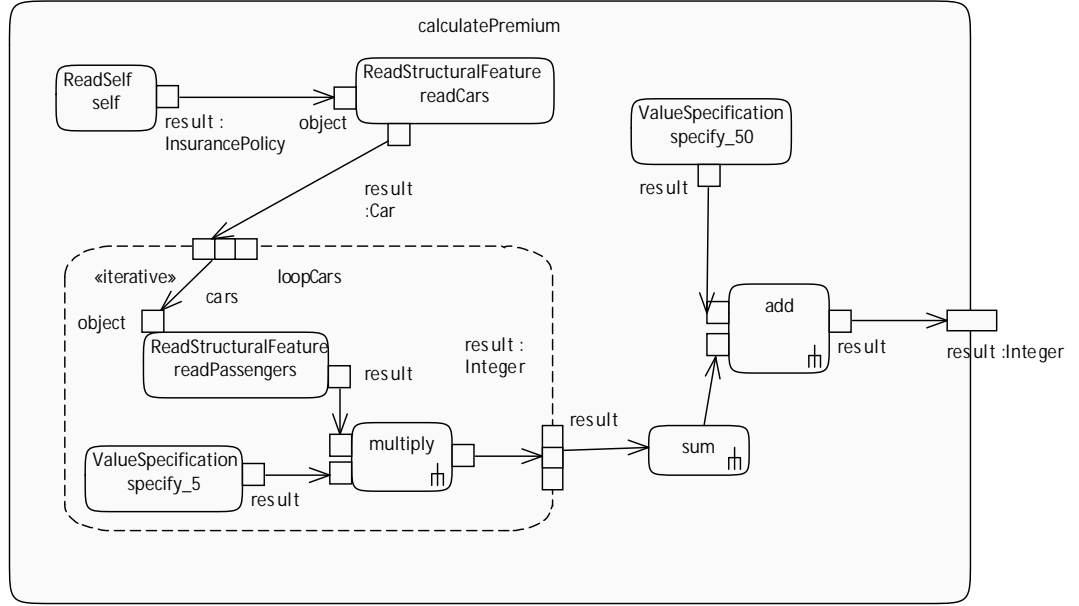 calculatePremium
ReadSelf
self
result :
InsurancePolicy
object
ReadStructuralFeature
readCars
result
:Car
ValueSpecification
specify_50
result
«iterative»
loopCars
cars
object
ReadStructuralFeature
readPassengers
result
result :
Integer
multiply
ValueSpecification
specify_5
result
result
sum
add
result
result :Integer